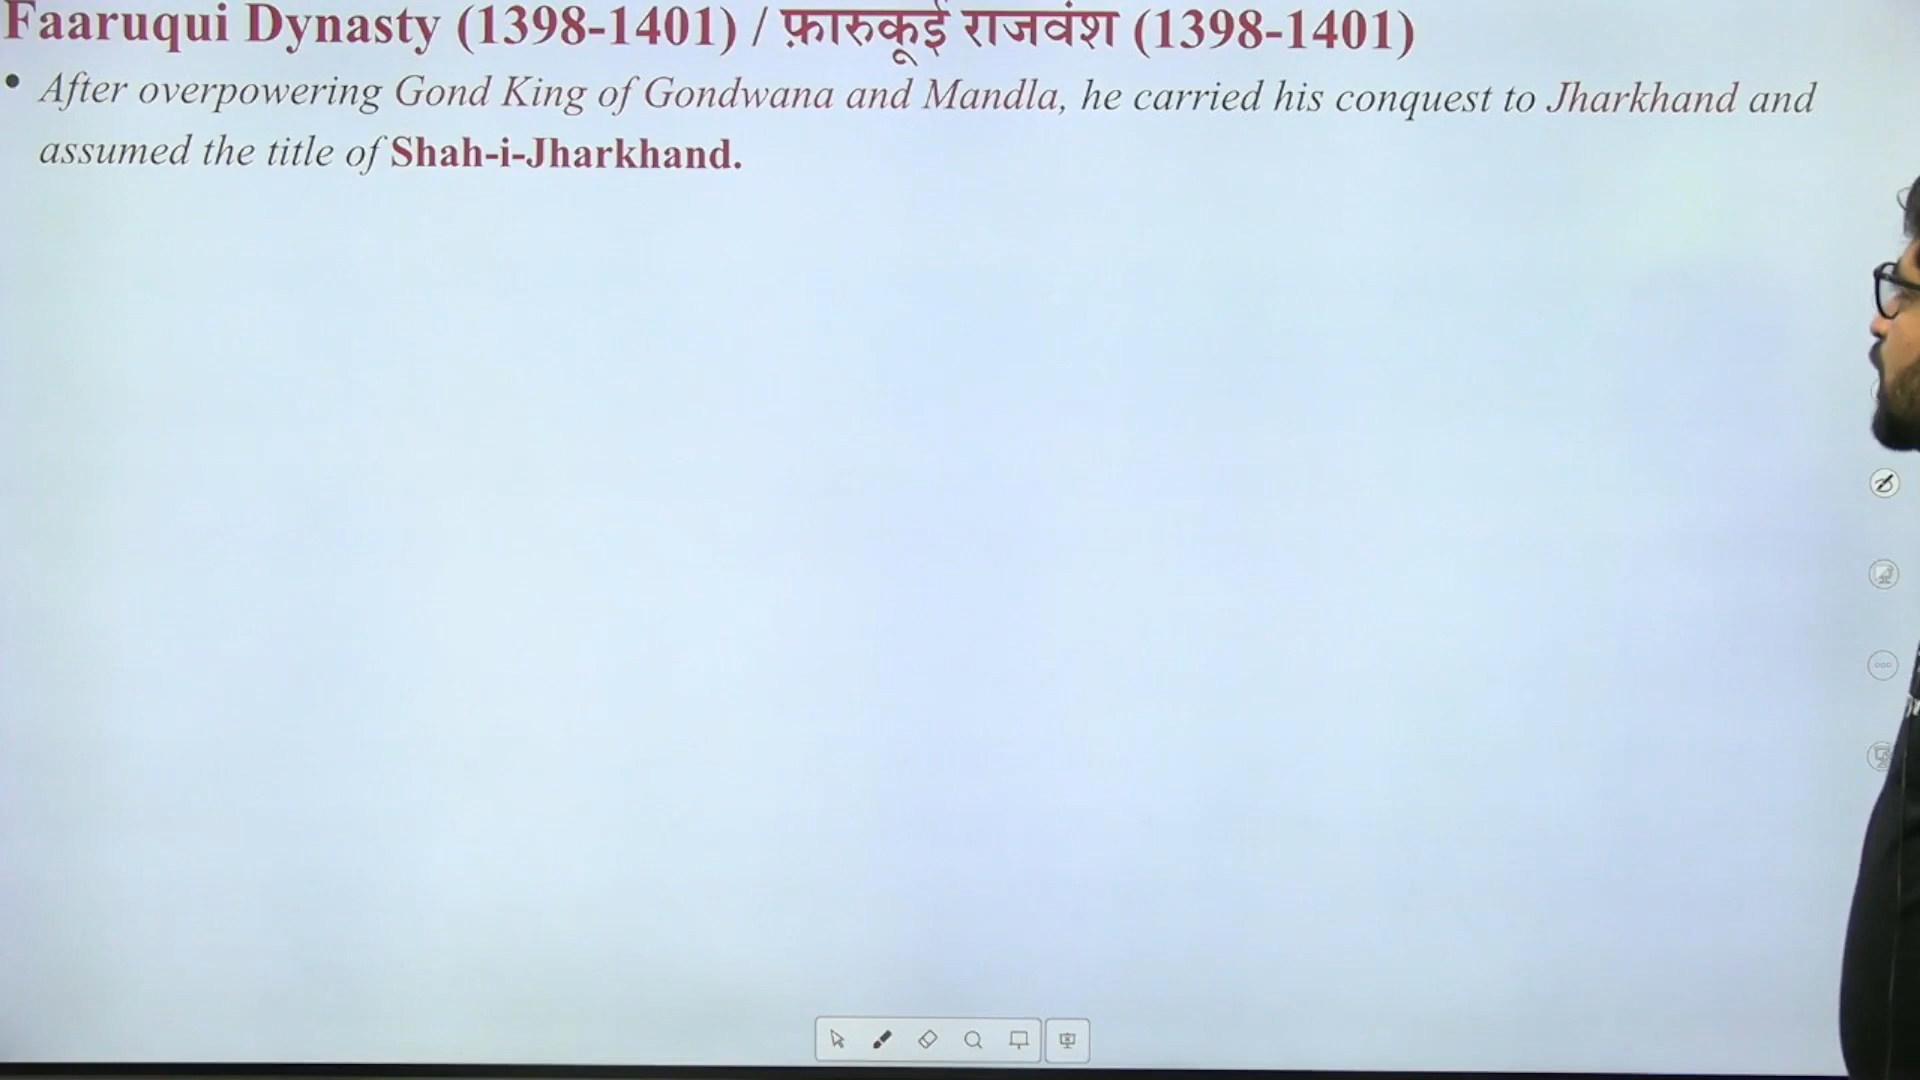 Faaruqui Dynasty (1398-1401) / फ़ारुकूई राजवंश (1398-1401)
• After overpowering Gond King of Gondwana and Mandla, he carried his conquest to Jharkhand and
assumed the title of Shah-i-Jharkhand.